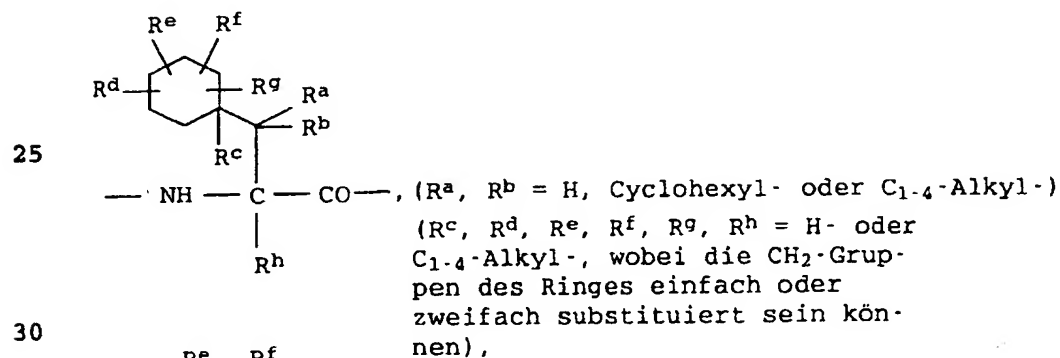 Rᵉ Rᶠ
Rᵈ Rᵍ Rᵃ
Rᵇ
25 Rᶜ
NH C CO , (Rᵃ, Rᵇ = H, Cyclohexyl- oder C₁₋₄-Alkyl-)
(Rᶜ, Rᵈ, Rᵉ, Rᶠ, Rᵍ, Rʰ = H- oder
Rʰ C₁₋₄-Alkyl-, wobei die CH₂-Grup-
pen des Ringes einfach oder
30 zweifach substituiert sein kön-
nen),